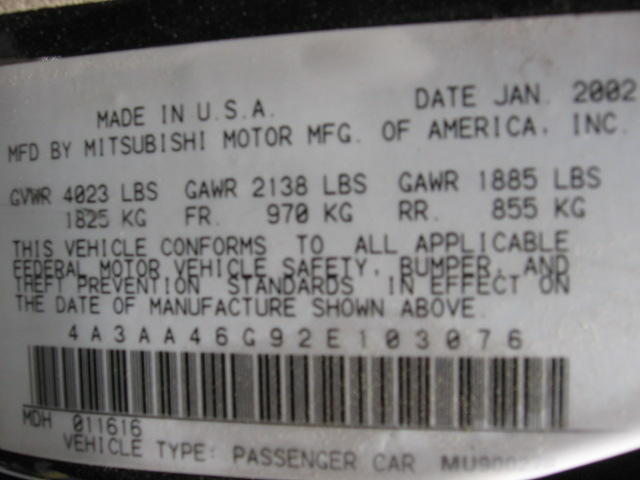 MADE IN U.S.A. DATE JAN. 2002
MFD BY MITSUBISHI MOTOR MFG. OF AMERICA, INC.
GVWR 4023 LBS GAWR 2138 LBS GAWR 1885 LBS
1825 KG FR. 970 KG RR. 855 KG
THIS VEHICLE CONFORMS TO ALL APPLICABLE
FEDERAL MOTOR VEHICLE SAFETY, BUMPER, AND
THEFT PREVENTION STANDARDS IN EFFECT ON
THE DATE OF MANUFACTURE SHOWN ABOVE.
4A3AA46G92E103076
MDH 011616
VEHICLE TYPE: PASSENGER CAR